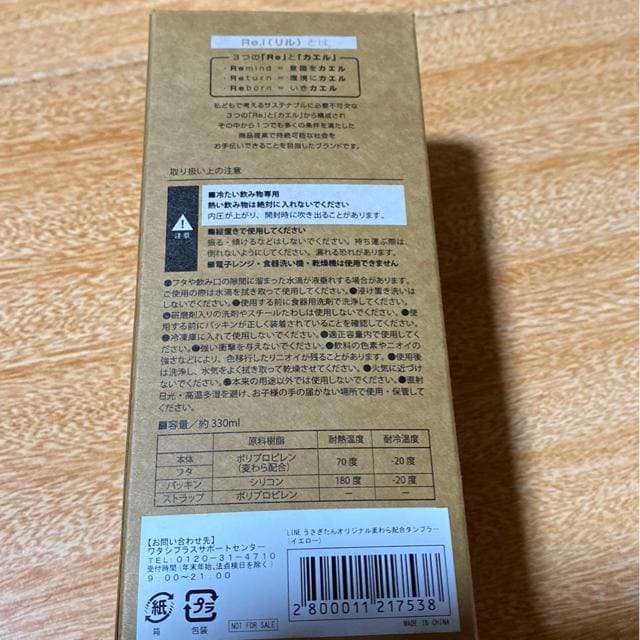 Re,l(リル)とは、
3つの「Re」と「カエル」
・Remind = 意識をカエル
・Return = 環境にカエル
・Reborn = いきカエル
私どもで考えるサステナブルに必要不可欠な
3つの「Re」と「カエル」から構成され
その中から1つでも多くの条件を満たした
商品提案で持続可能な社会を
お手伝いできることを目指したブランドです。
取り扱い上の注意
注意
■冷たい飲み物専用
熱い飲み物は絶対に入れないでください
内圧が上がり、開封時に吹き出ることがあります。
■縦置きで使用してください
振る・傾けるなどはしないでください。持ち運ぶ際は、
倒れないようにしてください。漏れる恐れがあります。
■電子レンジ・食器洗い機・乾燥機は使用できません
●フタや飲み口の隙間に溜まった水滴が液垂れする場合があります。
ご使用の際は水滴を拭き取って使用してください。●浸け置き洗いは
しないでください。●使用する前に食器用洗剤で洗浄してください。
●研磨剤入りの洗剤やスチールたわしは使用しないでください。●使
用する前にパッキンが正しく装着されていることを確認してください。
●冷凍庫に入れて使用しないでください。●適正容量内で使用してく
ださい。●強い衝撃を与えないでください。●飲料の色素やニオイの
強さなどにより、色移行したりニオイが残ることがあります。●使用後
は洗浄し、水気をよく拭き取って乾燥させてください。●火気に近づけ
ないでください。●本来の用途以外では使用しないでください。●直射
日光・高温多湿を避け、お子様の手の届かない場所で使用・保管して
ください。
■容量/約 330ml
原料樹脂 耐熱温度 耐冷温度
本体 フタ ポリプロピレン(麦わら配合) 70度 -20度
パッキン シリコン 180度 -20度
ストラップ ポリプロピレン ー ー
【お問い合わせ先】
ワタシプラスサポートセンター
TEL:0120-31-4710
受付時間(年末年始、法点検日を除く)
9:00~21:00
紙
箱
プラ
包装
NOT FOR SALE
LINE うさぎたんオリジナル麦わら配合タンブラー
(イエロー)
2 800011 217538
MADE IN CHINA